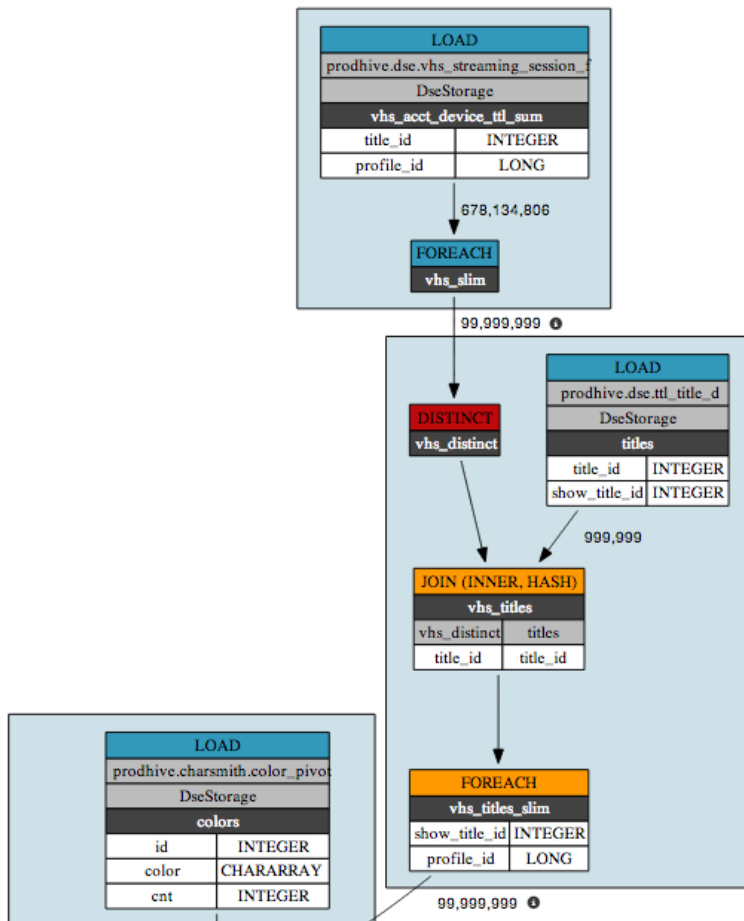 LOAD
prodhive.dse.vhs_streaming_session_f
DseStorage
vhs_acct_device_ttl_sum
title_id INTEGER
profile_id LONG
678,134,806
FOREACH
vhs_slim
99,999,999
LOAD
prodhive.dse.ttl_title_d
DseStorage
titles
title_id INTEGER
show_title_id INTEGER
DISTINCT
vhs_distinct
999,999
JOIN (INNER, HASH)
vhs_titles
vhs_distinct titles
title_id title_id
LOAD
prodhive.charsmith.color_pivot
DseStorage
colors
id INTEGER
color CHARARRAY
cnt INTEGER
FOREACH
vhs_titles_slim
show_title_id INTEGER
profile_id LONG
99,999,999